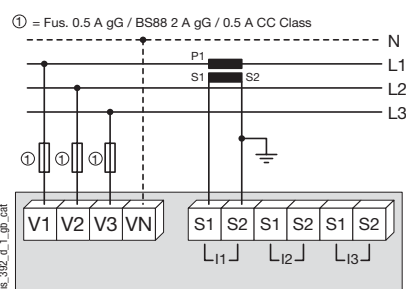 ① = Fus. 0.5 A gG / BS88 2 A gG / 0.5 A CC Class
N
P1
L1
S1 S2
L2
L3
① ① ①
V1 V2 V3 VN S1 S2 S1 S2 S1 S2
I1 I2 I3
us_392_d_1_gb_cat